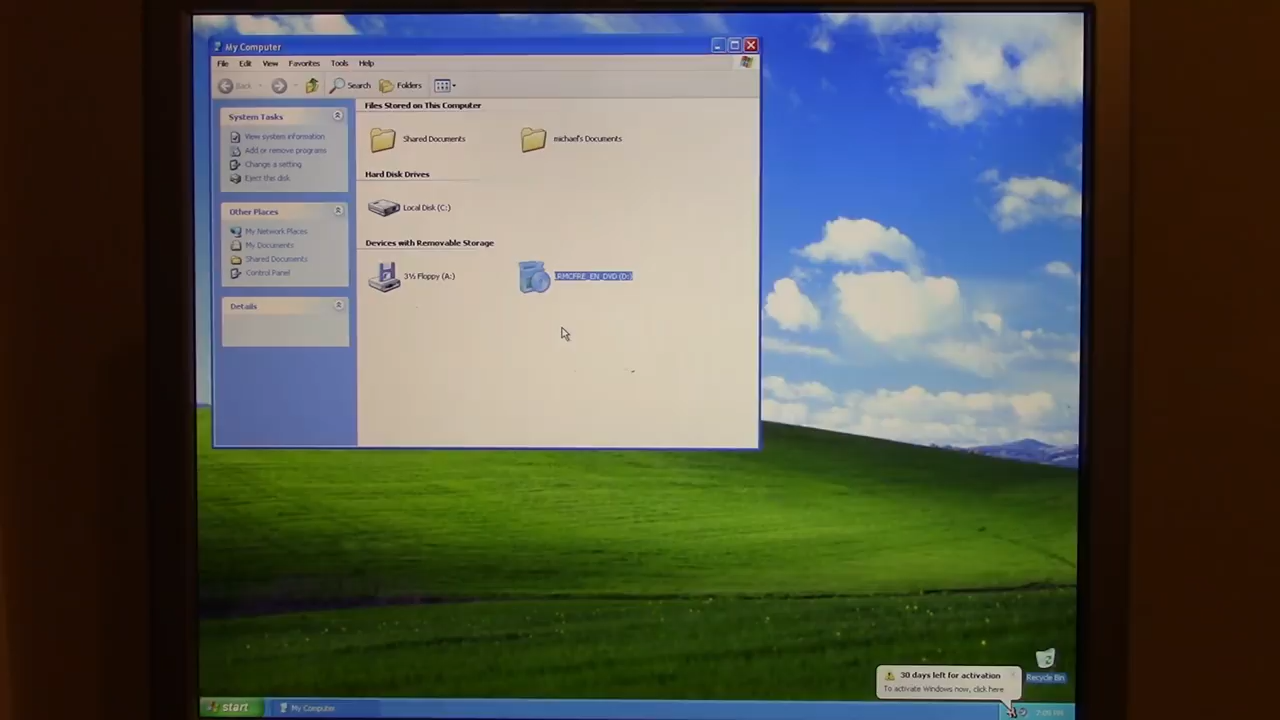 My Computer
File Edit View Favorites Tools Help
Back Search Folders
System Tasks
View system information
Add or remove programs
Change a setting
Eject this disk
Other Places
My Network Places
My Documents
Shared Documents
Control Panel
Details
Files Stored on This Computer
Shared Documents
michael's Documents
Hard Disk Drives
Local Disk (C:)
Devices with Removable Storage
3½ Floppy (A:)
LRMCFRE_EN_DVD (D:)
30 days left for activation
To activate Windows now, click here
Recycle Bin
start
My Computer